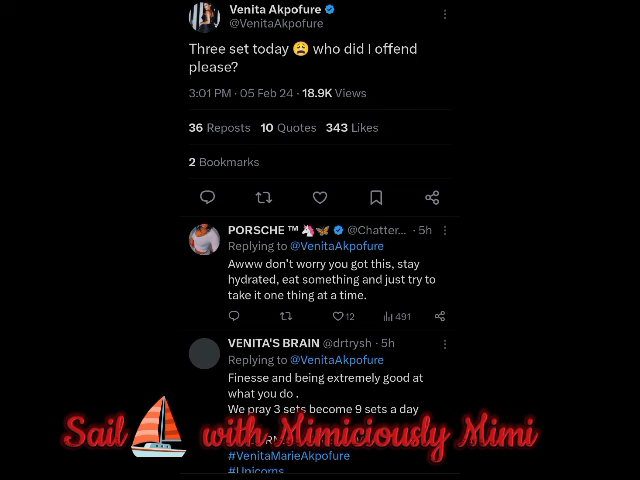 Venita Akpofure
@VenitaAkpofure
Three set today 😩 who did I offend
please?
3:01 PM · 05 Feb 24 · 18.9K Views
36 Reposts 10 Quotes 343 Likes
2 Bookmarks
PORSCHE ™ 🦄🦋 @Chatter... · 5h
Replying to @VenitaAkpofure
Awww don't worry you got this, stay
hydrated, eat something and just try to
take it one thing at a time.
12 491
VENITA'S BRAIN @drtrysh · 5h
Replying to @VenitaAkpofure
Finesse and being extremely good at
what you do .
We pray 3 sets become 9 sets a day
Sail with Mimiciously Mimi
#VenitaMarieAkpofure
#Unicorns